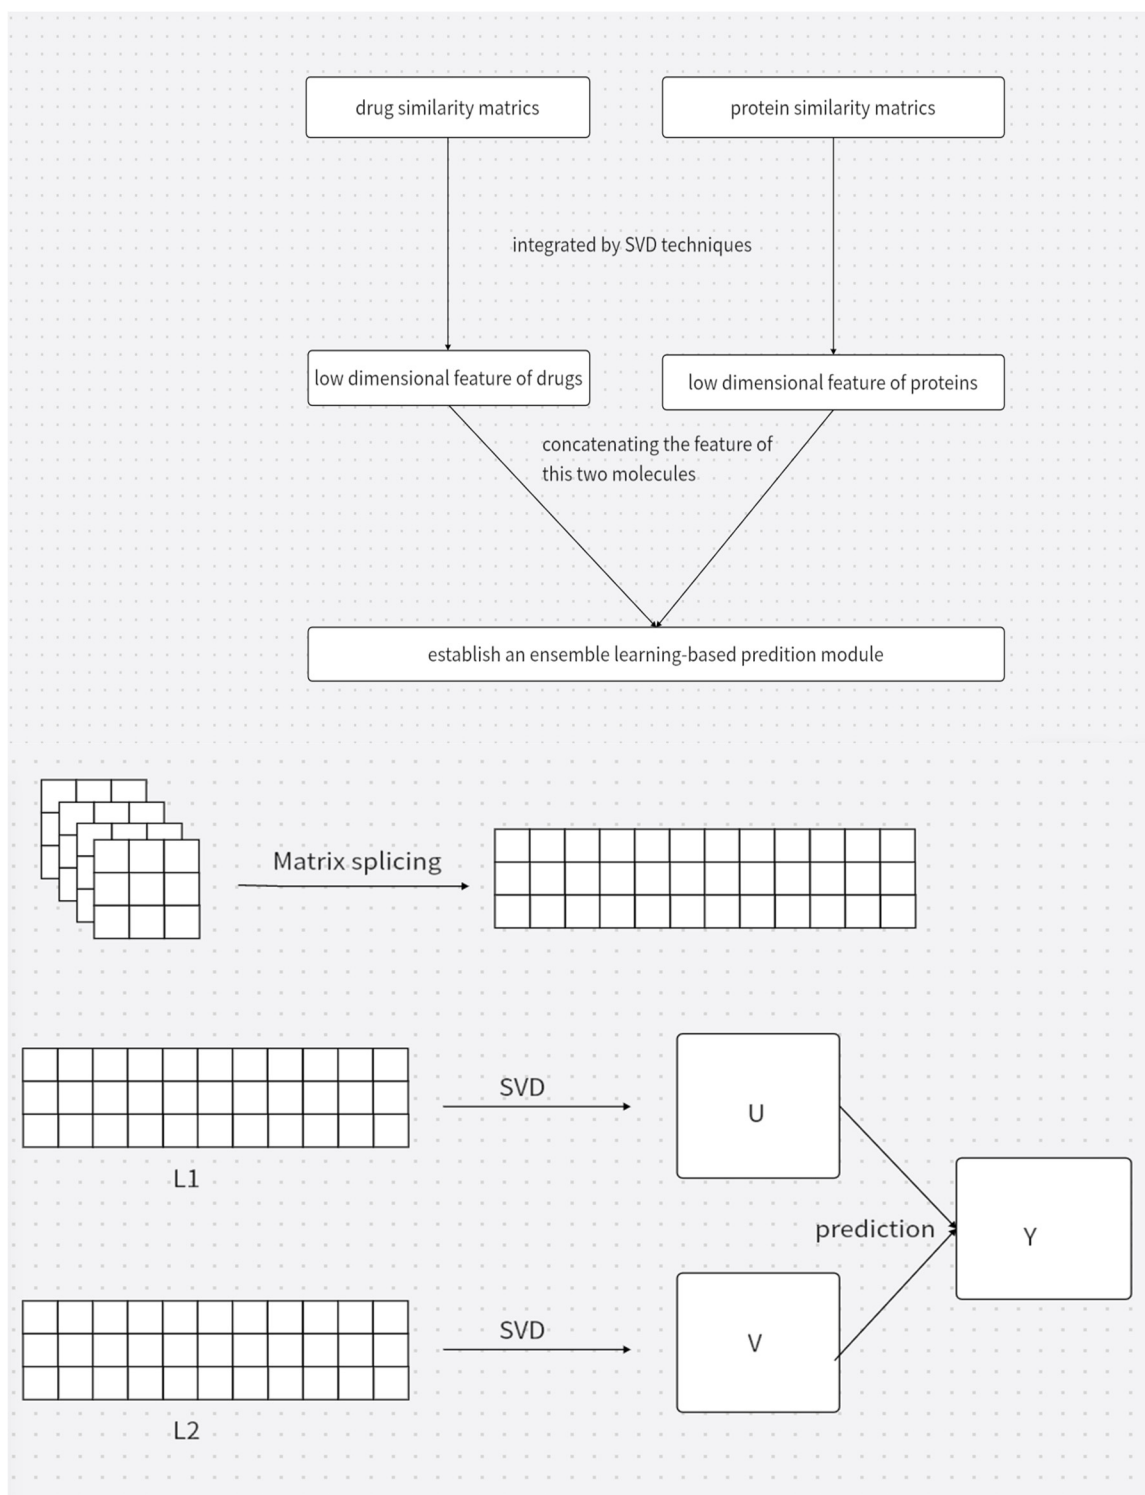 drug similarity matrics
protein similarity matrics
integrated by SVD techniques
low dimensional feature of drugs
low dimensional feature of proteins
concatenating the feature of
this two molecules
establish an ensemble learning-based predition module
Matrix splicing
SVD
U
L1
prediction
Y
SVD
V
L2